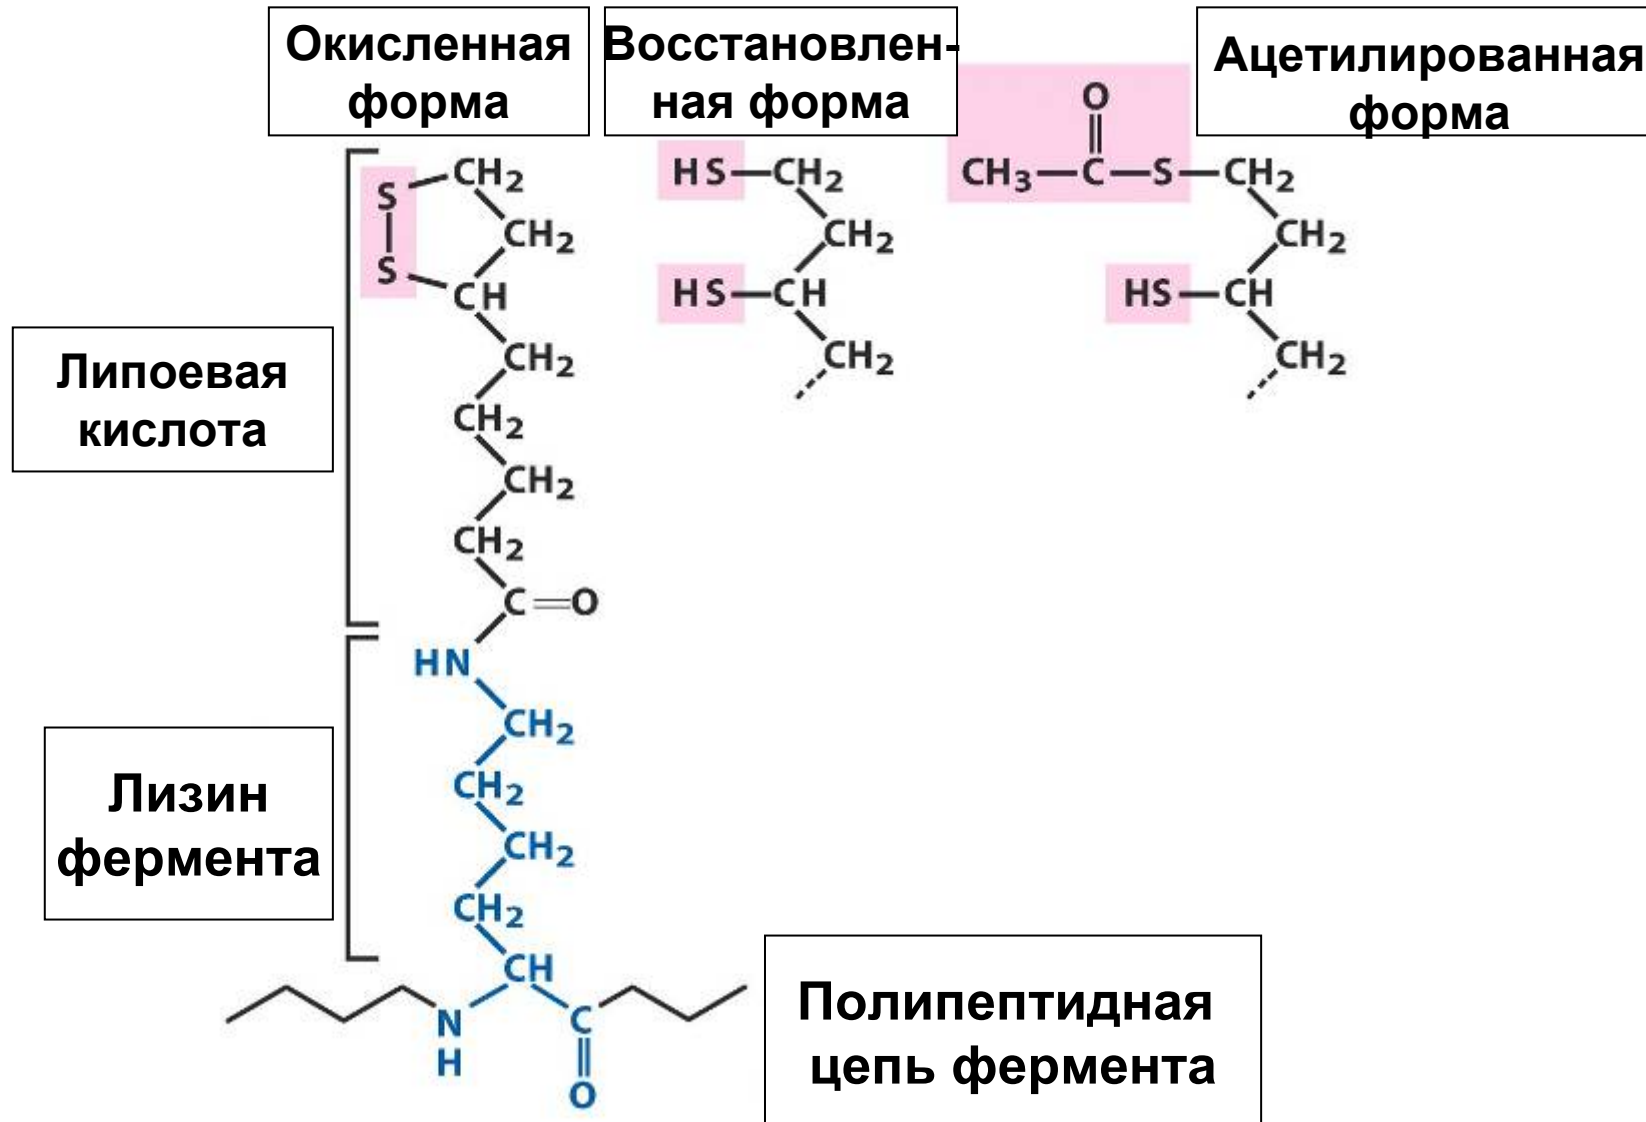 Окисленная
форма
Восстановлен-
ная форма
Ацетилированная
форма
O
CH₃—C—S—CH₂
S
CH₂
HS—CH₂
CH₂
CH₂
CH₂
S
CH
HS—CH
HS—CH
CH₂
CH₂
CH₂
Липоевая
кислота
CH₂
CH₂
CH₂
C=O
HN
CH₂
CH₂
Лизин
фермента
CH₂
CH₂
CH
N
H
C
O
Полипептидная
цепь фермента